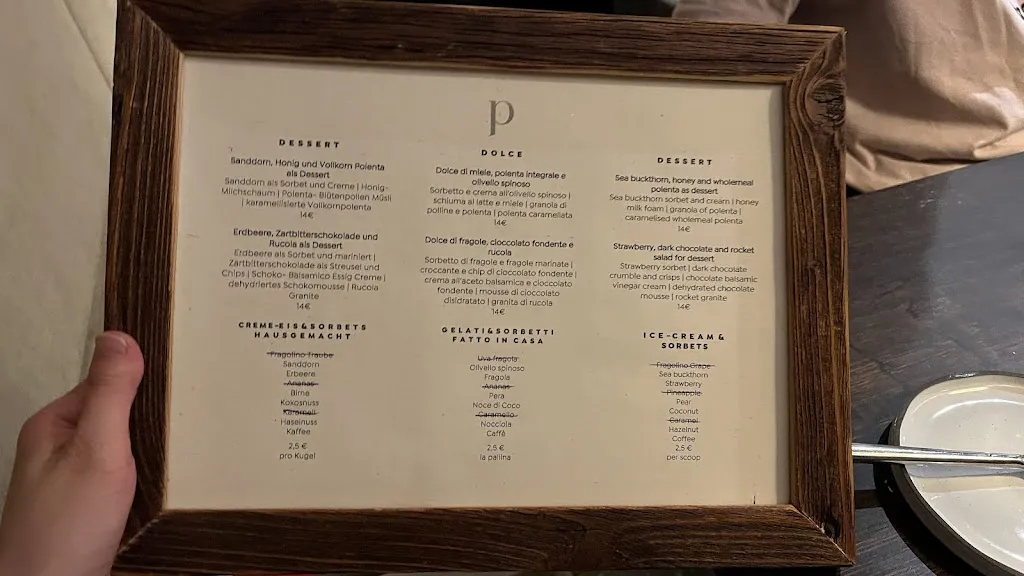 p
DESSERT
Sanddorn, Honig und Vollkorn Polenta
als Dessert
Sanddorn als Sorbet und Creme | Honig-
Milchschaum | Polenta- Blütenpollen Müsli
| karamellisierte Vollkornpolenta
14€
Erdbeere, Zartbitterschokolade und
Rucola als Dessert
Erdbeere als Sorbet und mariniert |
Zartbitterschokolade als Streusel und
Chips | Schoko- Balsamico Essig Creme |
dehydriertes Schokomousse | Rucola
Granite
14€
CREME-EIS&SORBETS
HAUSGEMACHT
Fragolino Traube
Sanddorn
Erbeere
Ananas
Birne
Kokosnuss
Karamell
Haselnuss
Kaffee
2,5 €
pro Kugel
DOLCE
Dolce di miele, polenta integrale e
olivello spinoso
Sorbetto e crema all'olivello spinoso |
schiuma al latte e miele | granola di
polline e polenta | polenta caramellata
14€
Dolce di fragole, cioccolato fondente e
rucola
Sorbetto di fragole e fragole marinate |
croccante e chip di cioccolato fondente |
crema all'aceto balsamico e cioccolato
fondente | mousse di cioccolato
disidratato | granita di rucola
14€
GELATI&SORBETTI
FATTO IN CASA
Uva fragola
Olivello spinoso
Fragola
Ananas
Pera
Noce di Coco
Caramello
Nocciola
Caffè
2,5 €
la pallina
DESSERT
Sea buckthorn, honey and wholemeal
polenta as dessert
Sea buckthorn sorbet and cream | honey
milk foam | granola of polenta |
caramelised wholemeal polenta
14€
Strawberry, dark chocolate and rocket
salad for dessert
Strawberry sorbet | dark chocolate
crumble and crisps | chocolate balsamic
vinegar cream | dehydrated chocolate
mousse | rocket granite
14€
ICE-CREAM &
SORBETS
Fragolino Grape
Sea buckthorn
Strawberry
Pineapple
Pear
Coconut
Caramel
Hazelnut
Coffee
2,5 €
per scoop